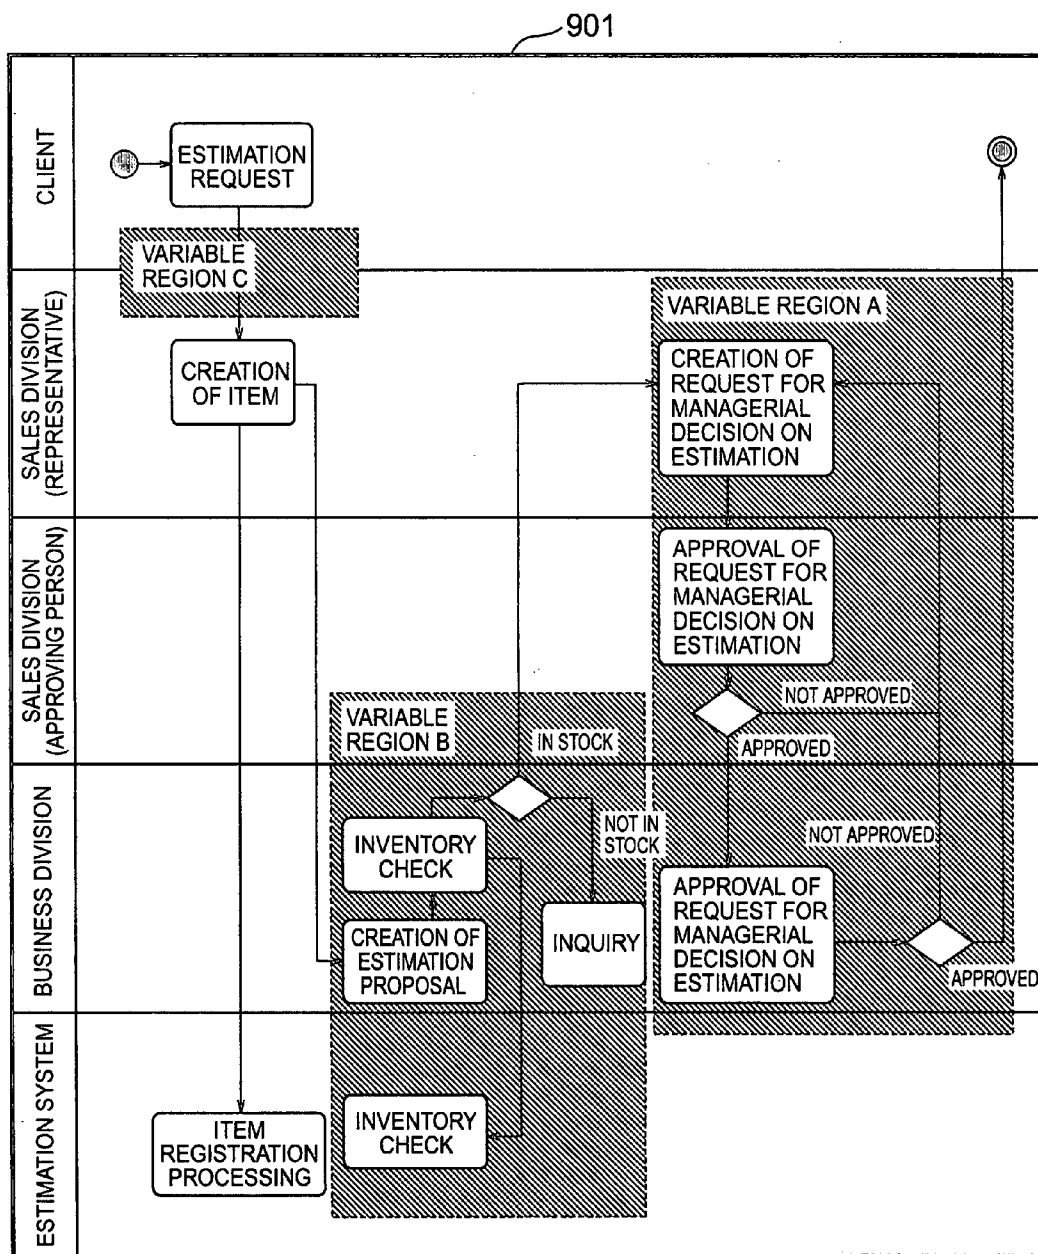 901
CLIENT
ESTIMATION
REQUEST
VARIABLE
REGION C
SALES DIVISION
(REPRESENTATIVE)
CREATION
OF ITEM
VARIABLE REGION A
CREATION OF
REQUEST FOR
MANAGERIAL
DECISION ON
ESTIMATION
SALES DIVISION
(APPROVING PERSON)
APPROVAL OF
REQUEST FOR
MANAGERIAL
DECISION ON
ESTIMATION
NOT APPROVED
APPROVED
VARIABLE
REGION B
IN STOCK
BUSINESS DIVISION
INVENTORY
CHECK
NOT IN
STOCK
CREATION OF
ESTIMATION
PROPOSAL
INQUIRY
NOT APPROVED
APPROVAL OF
REQUEST FOR
MANAGERIAL
DECISION ON
ESTIMATION
APPROVED
ESTIMATION SYSTEM
ITEM
REGISTRATION
PROCESSING
INVENTORY
CHECK